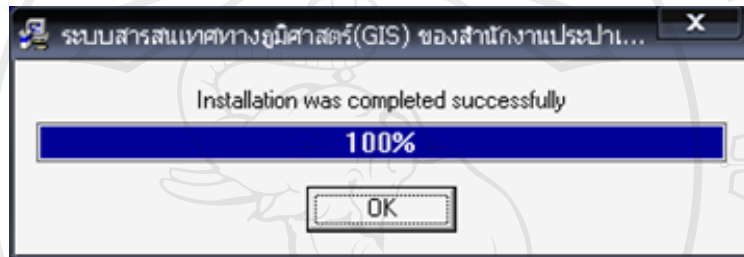 ระบบสารสนเทศทางภูมิศาสตร์(GIS) ของสำนักงานประปาเ...
Installation was completed successfully
100%
OK